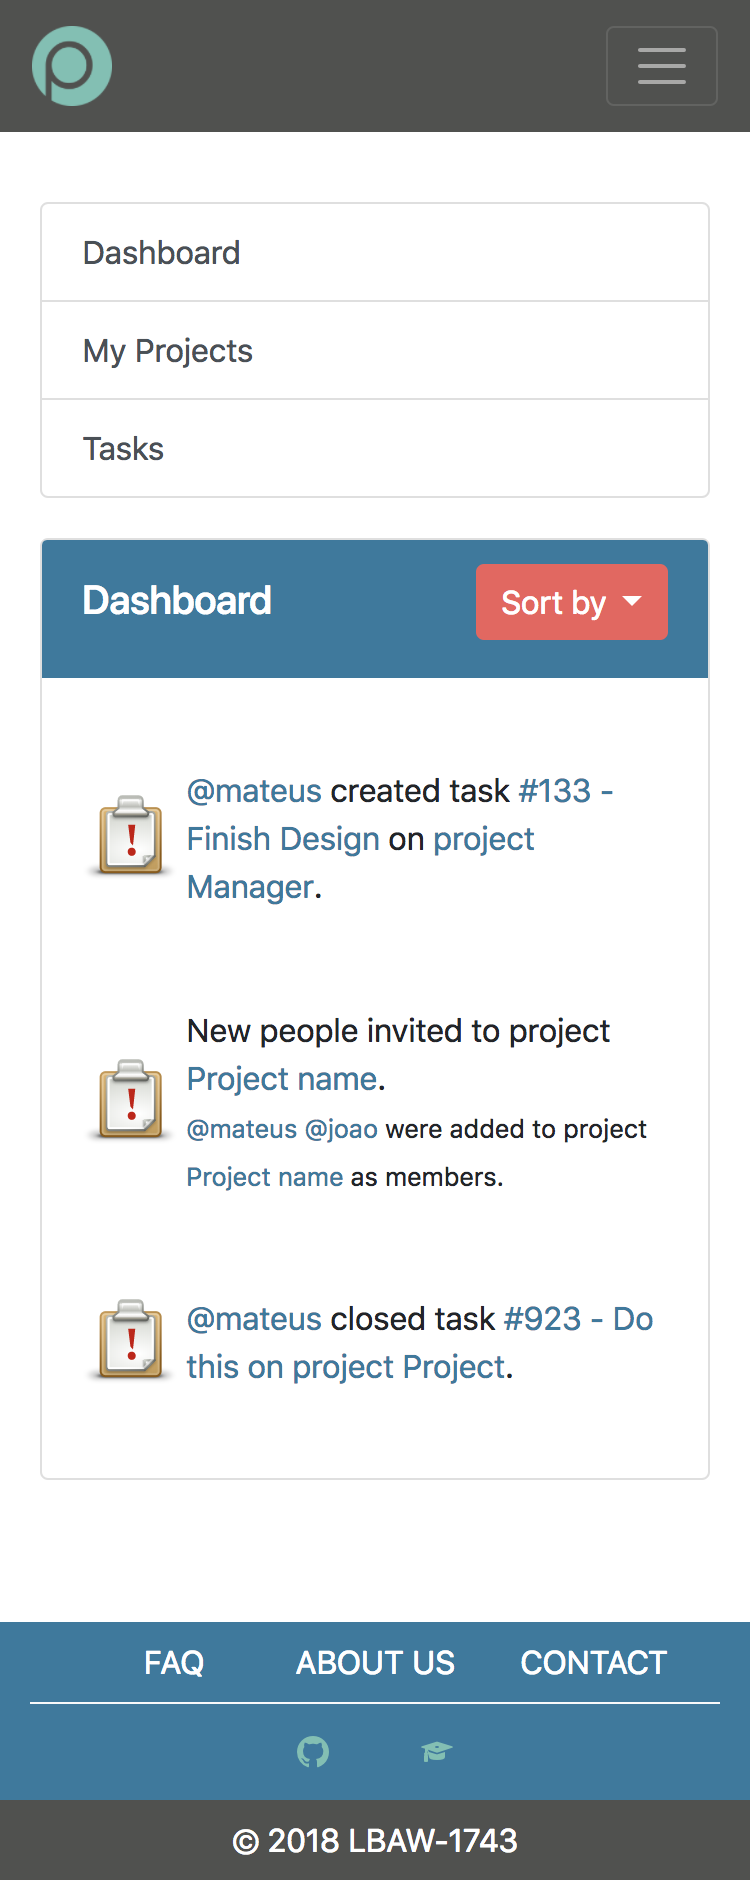 Dashboard
My Projects
Tasks
Dashboard
Sort by
@mateus created task #133 -
Finish Design on project
Manager.
New people invited to project
Project name.
@mateus @joao were added to project
Project name as members.
@mateus closed task #923 - Do
this on project Project.
FAQ ABOUT US CONTACT
© 2018 LBAW-1743